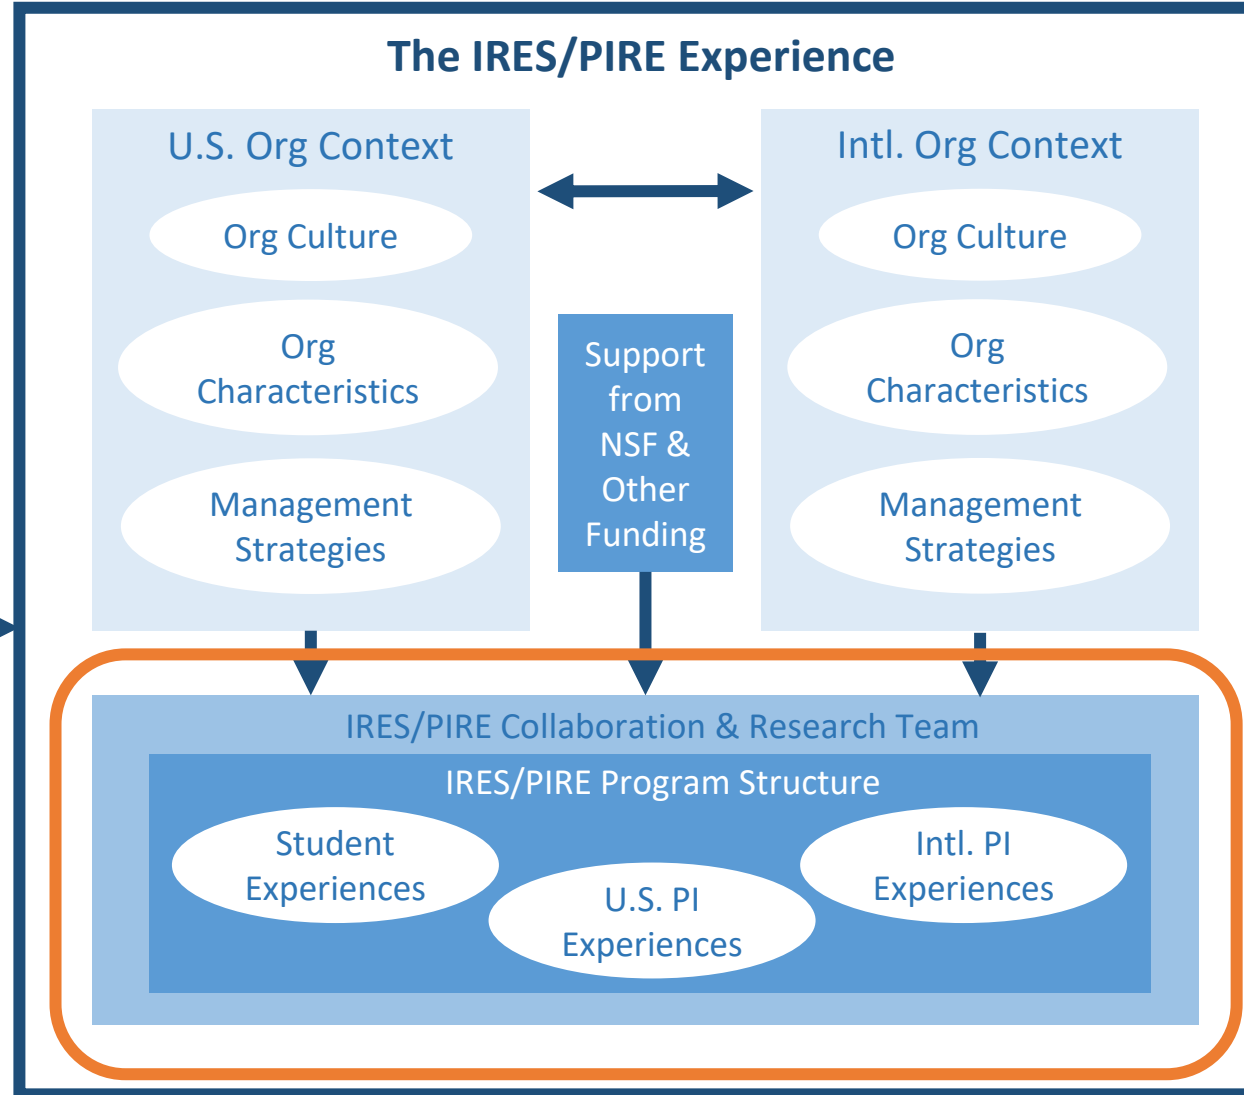 The IRES/PIRE Experience
U.S. Org Context
Org Culture
Org
Characteristics
Management
Strategies
Support
from
NSF &
Other
Funding
Intl. Org Context
Org Culture
Org
Characteristics
Management
Strategies
IRES/PIRE Collaboration & Research Team
IRES/PIRE Program Structure
Student
Experiences
U.S. PI
Experiences
Intl. PI
Experiences